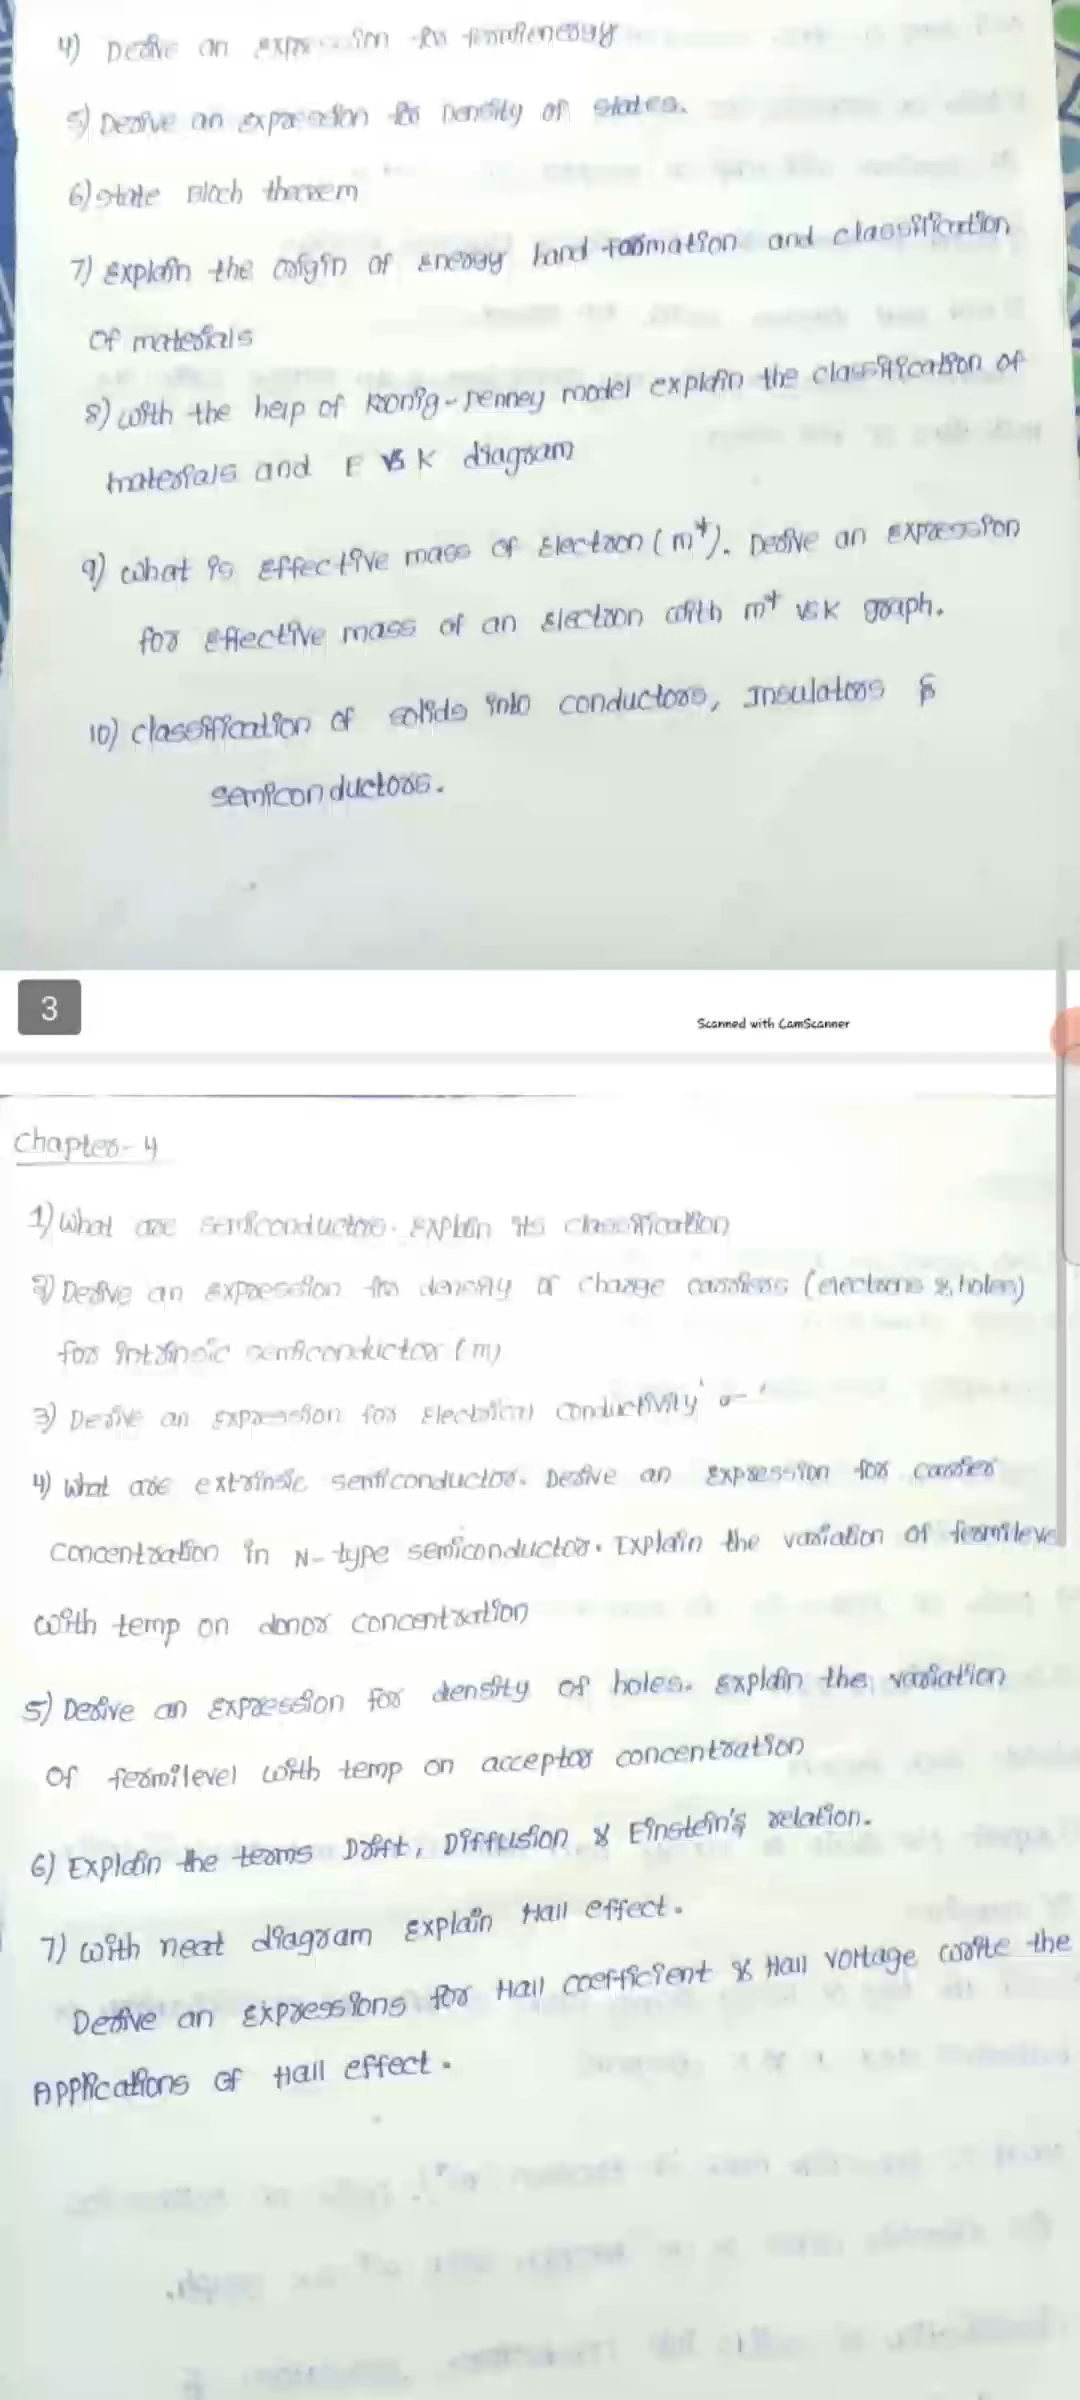 4) Derive an expression for fermienergy
5) Derive an expression for Density of states.
6) state Bloch theorem
7) Explain the origin of Energy band formation and classification
of materials
8) with the help of Kronig-penney model explain the classification of
materials and E vs K diagram
9) what is Effective mass of Electron (m*). Derive an expression
for effective mass of an Electron with m* vs K graph.
10) classification of solids into conductors, Insulators &
semiconductors.
3
Scanned with CamScanner
Chapter-4
1) What are semiconductors. Explain its classification
2) Derive an expression for density of charge carriers (electrons & holes)
for intrinsic semiconductor
3) Derive an expression for Electrical conductivity 'σ'
4) What are extrinsic semiconductor. Derive an expression for carrier
concentration in N-type semiconductor. Explain the variation of fermileve
with temp on donor concentration
5) Derive an expression for density of holes. Explain the variation
Of fermilevel with temp on acceptor concentration
6) Explain the terms Drift, Diffusion & Einstein's relation.
7) With neat diagram explain Hall effect.
Derive an expressions for Hall coefficient & Hall voltage write the
Applications of Hall effect.